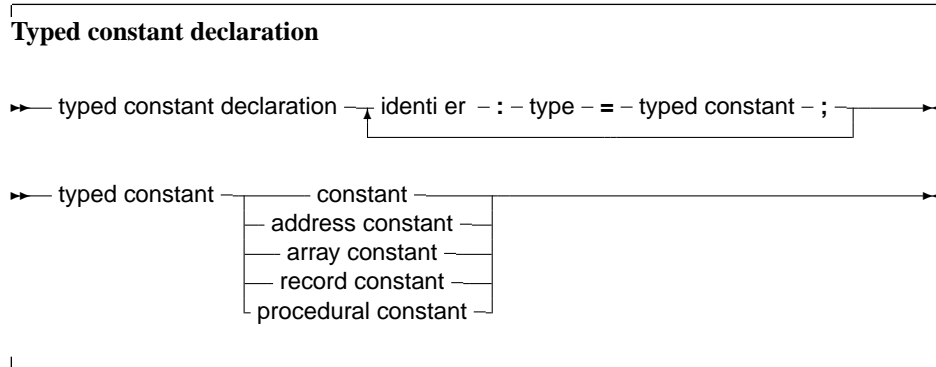 Typed constant declaration
typed constant declaration identi er : type = typed constant ;
typed constant constant
address constant
array constant
record constant
procedural constant